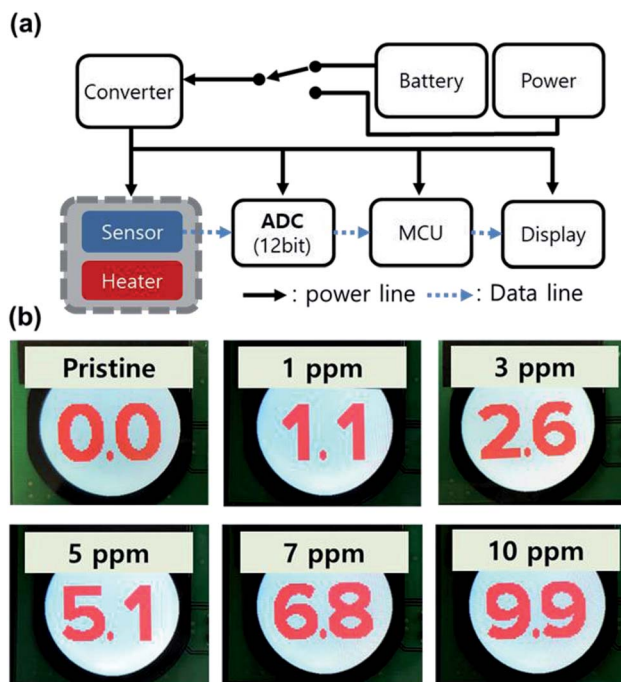 (a)
Converter
Battery
Power
Sensor
Heater
ADC
(12bit)
MCU
Display
: power line
: Data line
(b)
Pristine
0.0
1 ppm
1.1
3 ppm
2.6
5 ppm
5.1
7 ppm
6.8
10 ppm
9.9